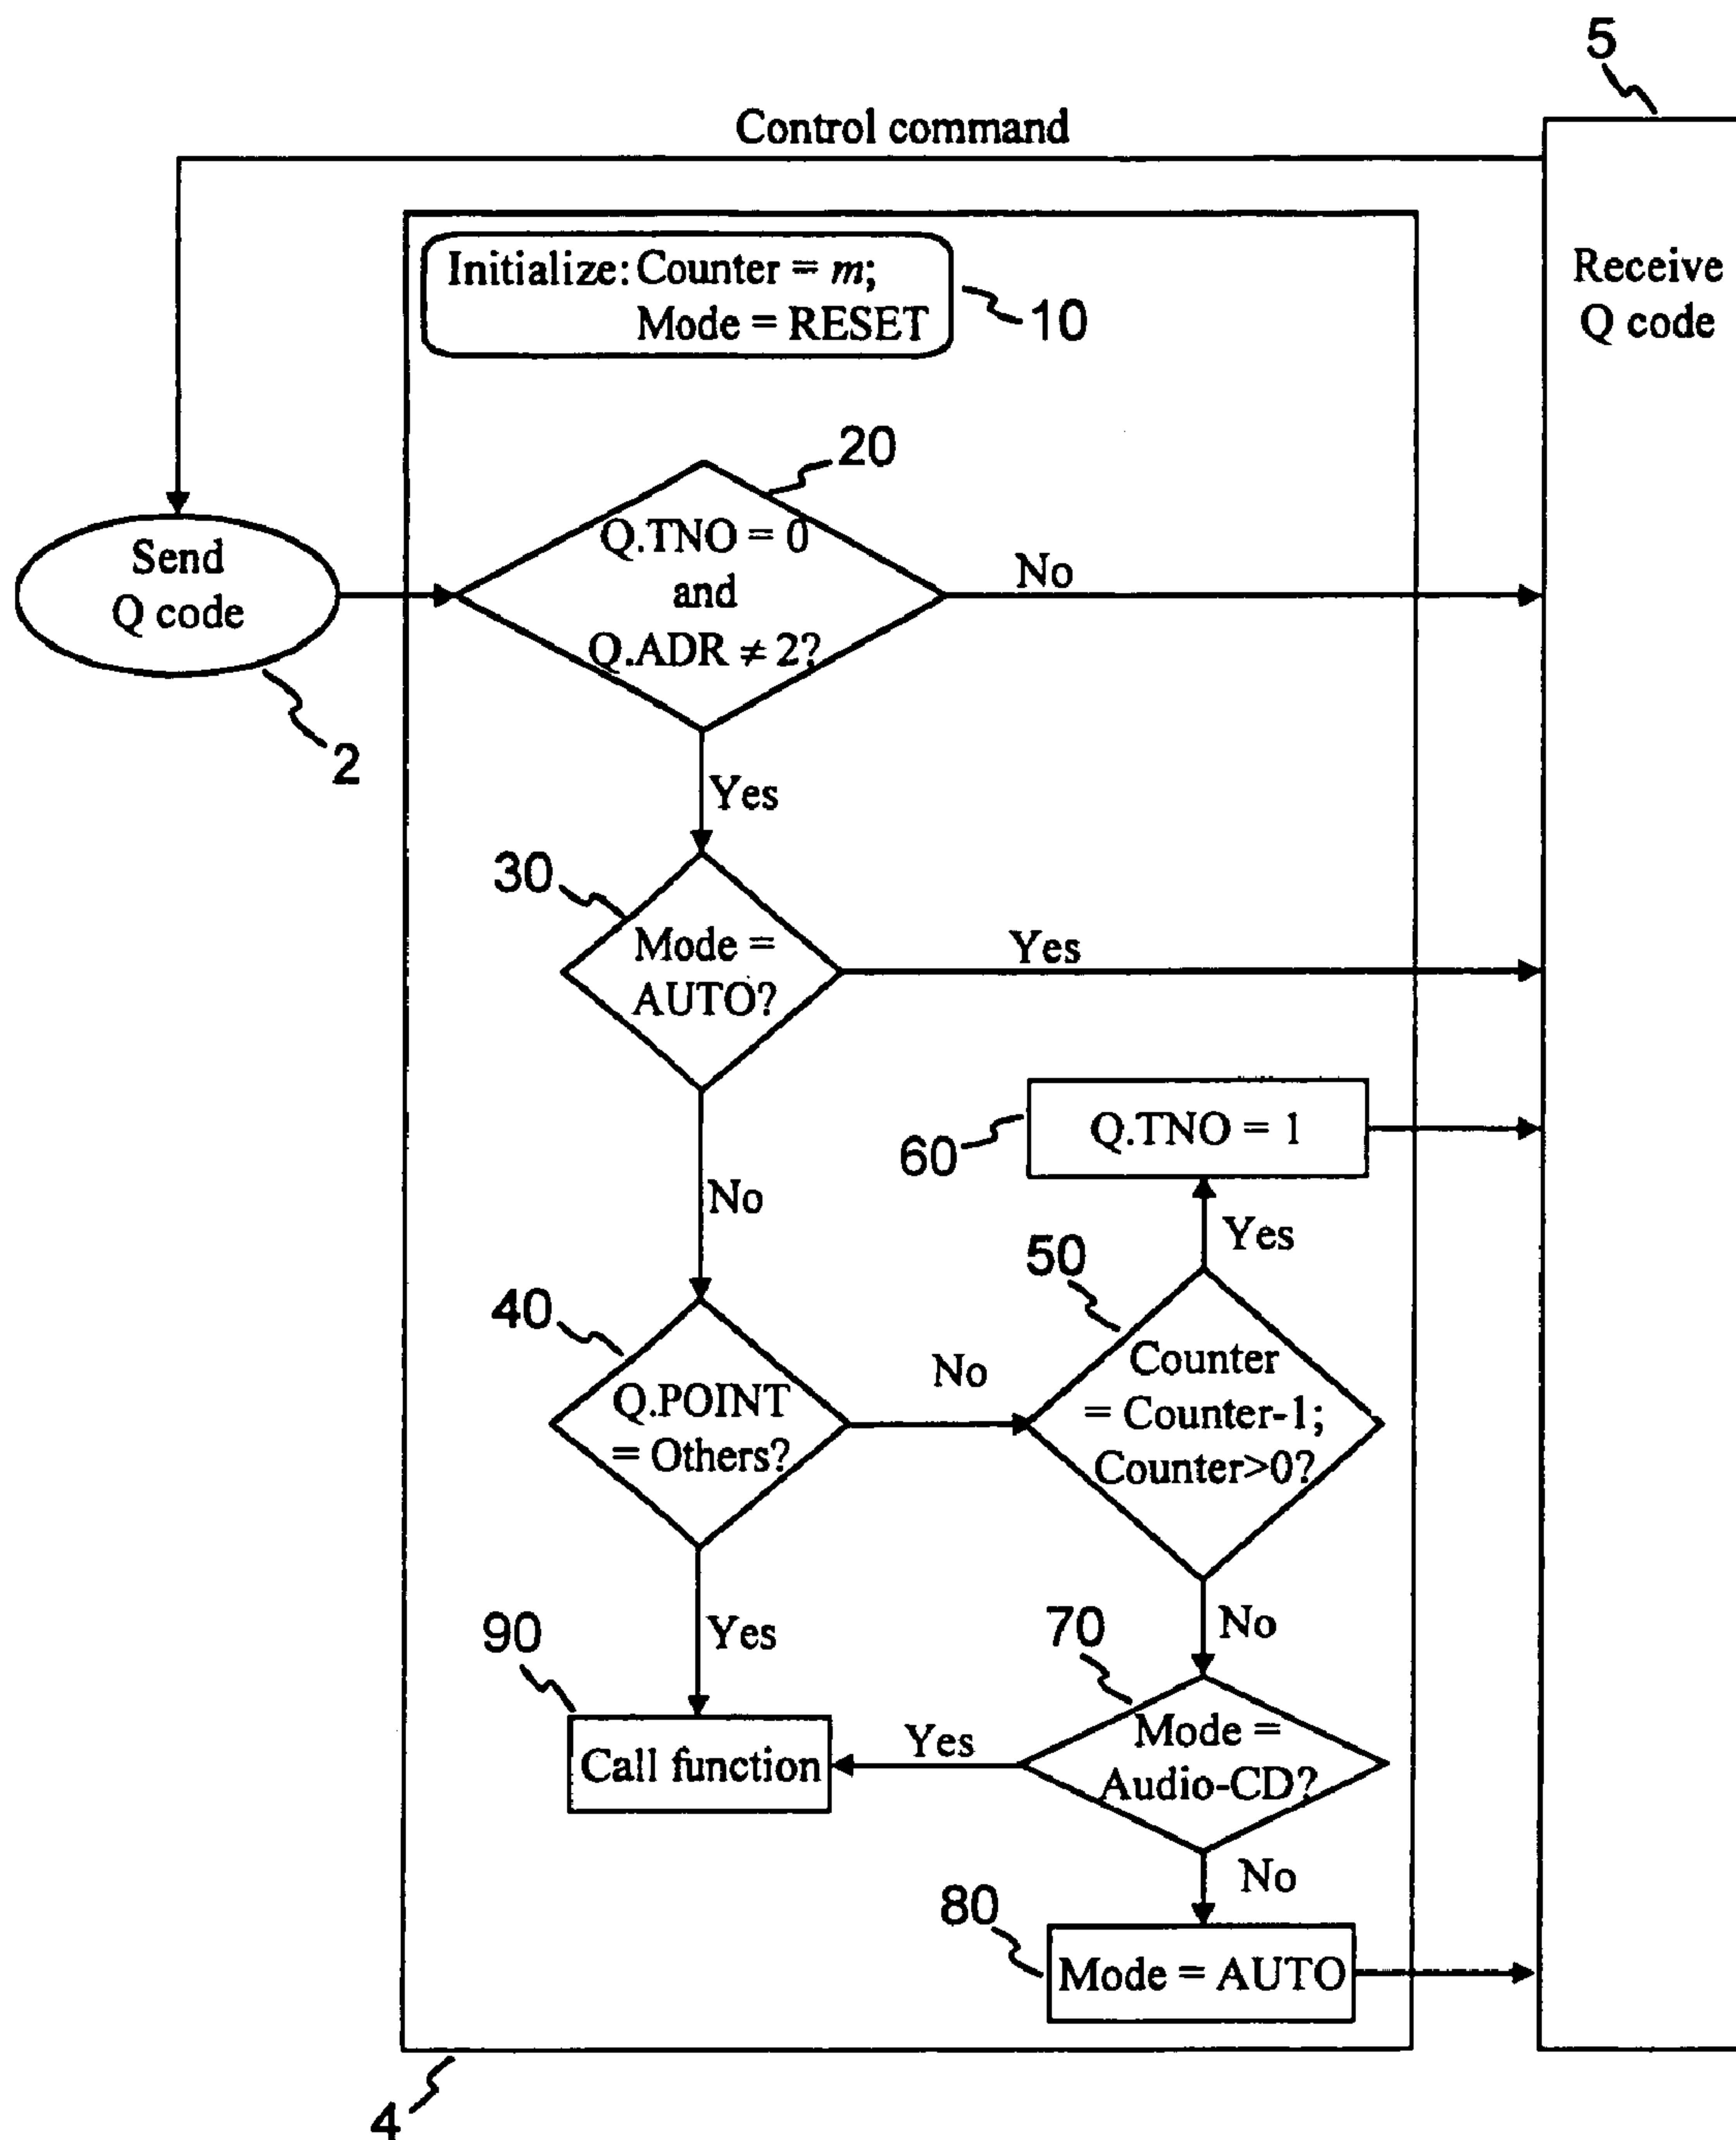 5
Control command
Initialize: Counter = m;
Mode = RESET
10
Receive
Q code
20
Q.TNO = 0
and
Q.ADR ≠ 2?
No
Send
Q code
2
Yes
30
Mode =
AUTO?
Yes
Q.TNO = 1
60
No
Yes
50
40
Q.POINT
= Others?
No
Counter
= Counter-1;
Counter>0?
Yes
No
90
70
Call function
Yes
Mode =
Audio-CD?
No
80
Mode = AUTO
4